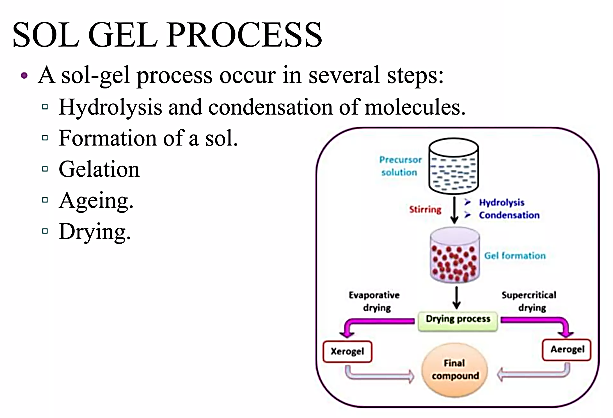 SOL GEL PROCESS
• A sol-gel process occur in several steps:
▫ Hydrolysis and condensation of molecules.
▫ Formation of a sol.
▫ Gelation
▫ Ageing.
▫ Drying.
Precursor
solution
Stirring
➢ Hydrolysis
➢ Condensation
Gel formation
Evaporative
drying
Supercritical
drying
Drying process
Xerogel
Aerogel
Final
compound